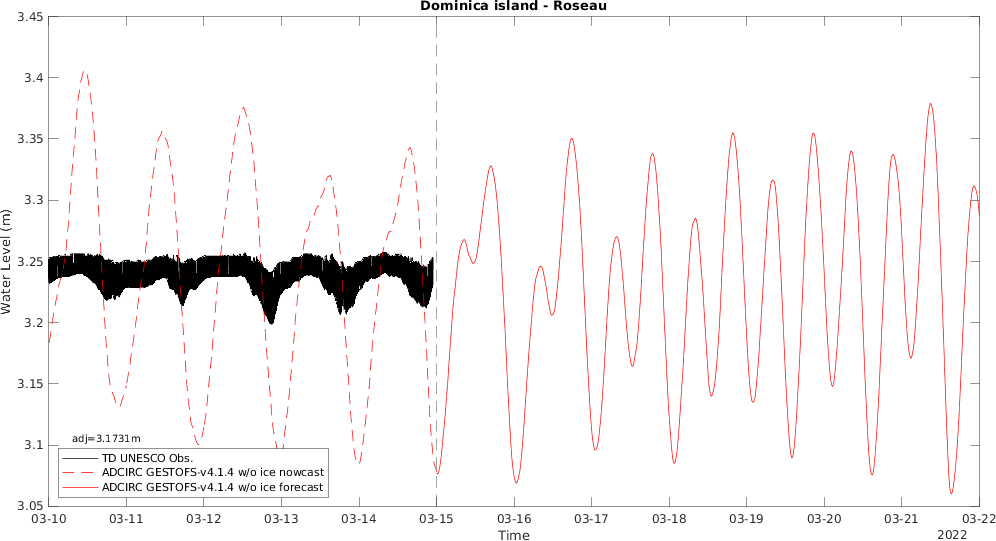 Dominica island - Roseau
3.45
3.4
3.35
3.3
3.25
3.2
3.15
3.1
3.05
Water Level (m)
adj=3.1731m
TD UNESCO Obs.
ADCIRC GESTOFS-v4.1.4 w/o ice nowcast
ADCIRC GESTOFS-v4.1.4 w/o ice forecast
03-10 03-11 03-12 03-13 03-14 03-15 03-16 03-17 03-18 03-19 03-20 03-21 03-22
Time
2022